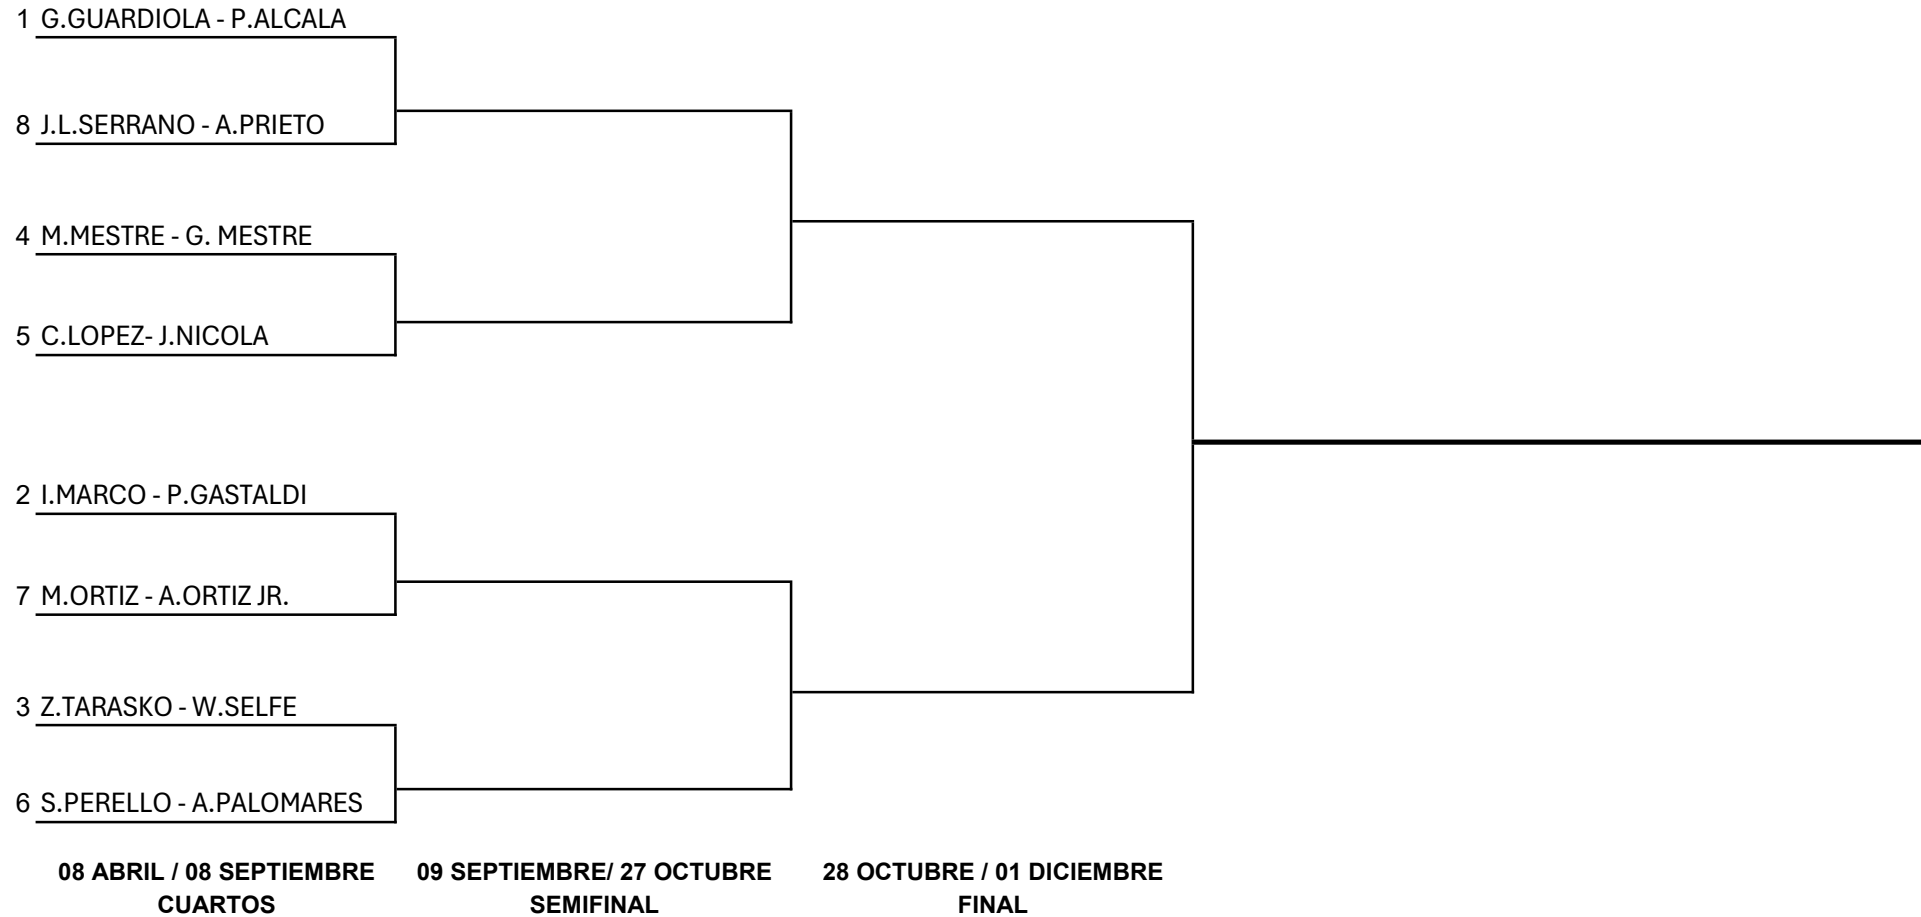 1 G.GUARDIOLA - P.ALCALA
8 J.L.SERRANO - A.PRIETO
4 M.MESTRE - G. MESTRE
5 C.LOPEZ- J.NICOLA
2 I.MARCO - P.GASTALDI
7 M.ORTIZ - A.ORTIZ JR.
3 Z.TARASKO - W.SELFE
6 S.PERELLO - A.PALOMARES
08 ABRIL / 08 SEPTIEMBRE 09 SEPTIEMBRE/ 27 OCTUBRE 28 OCTUBRE / 01 DICIEMBRE
CUARTOS SEMIFINAL FINAL